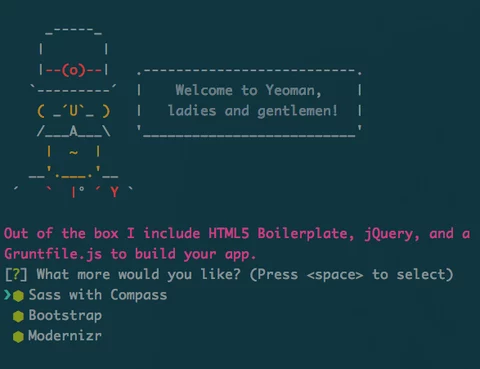 Welcome to Yeoman,
ladies and gentlemen!
Out of the box I include HTML5 Boilerplate, jQuery, and a
Gruntfile.js to build your app.
[?] What more would you like? (Press <space> to select)
Sass with Compass
Bootstrap
Modernizr